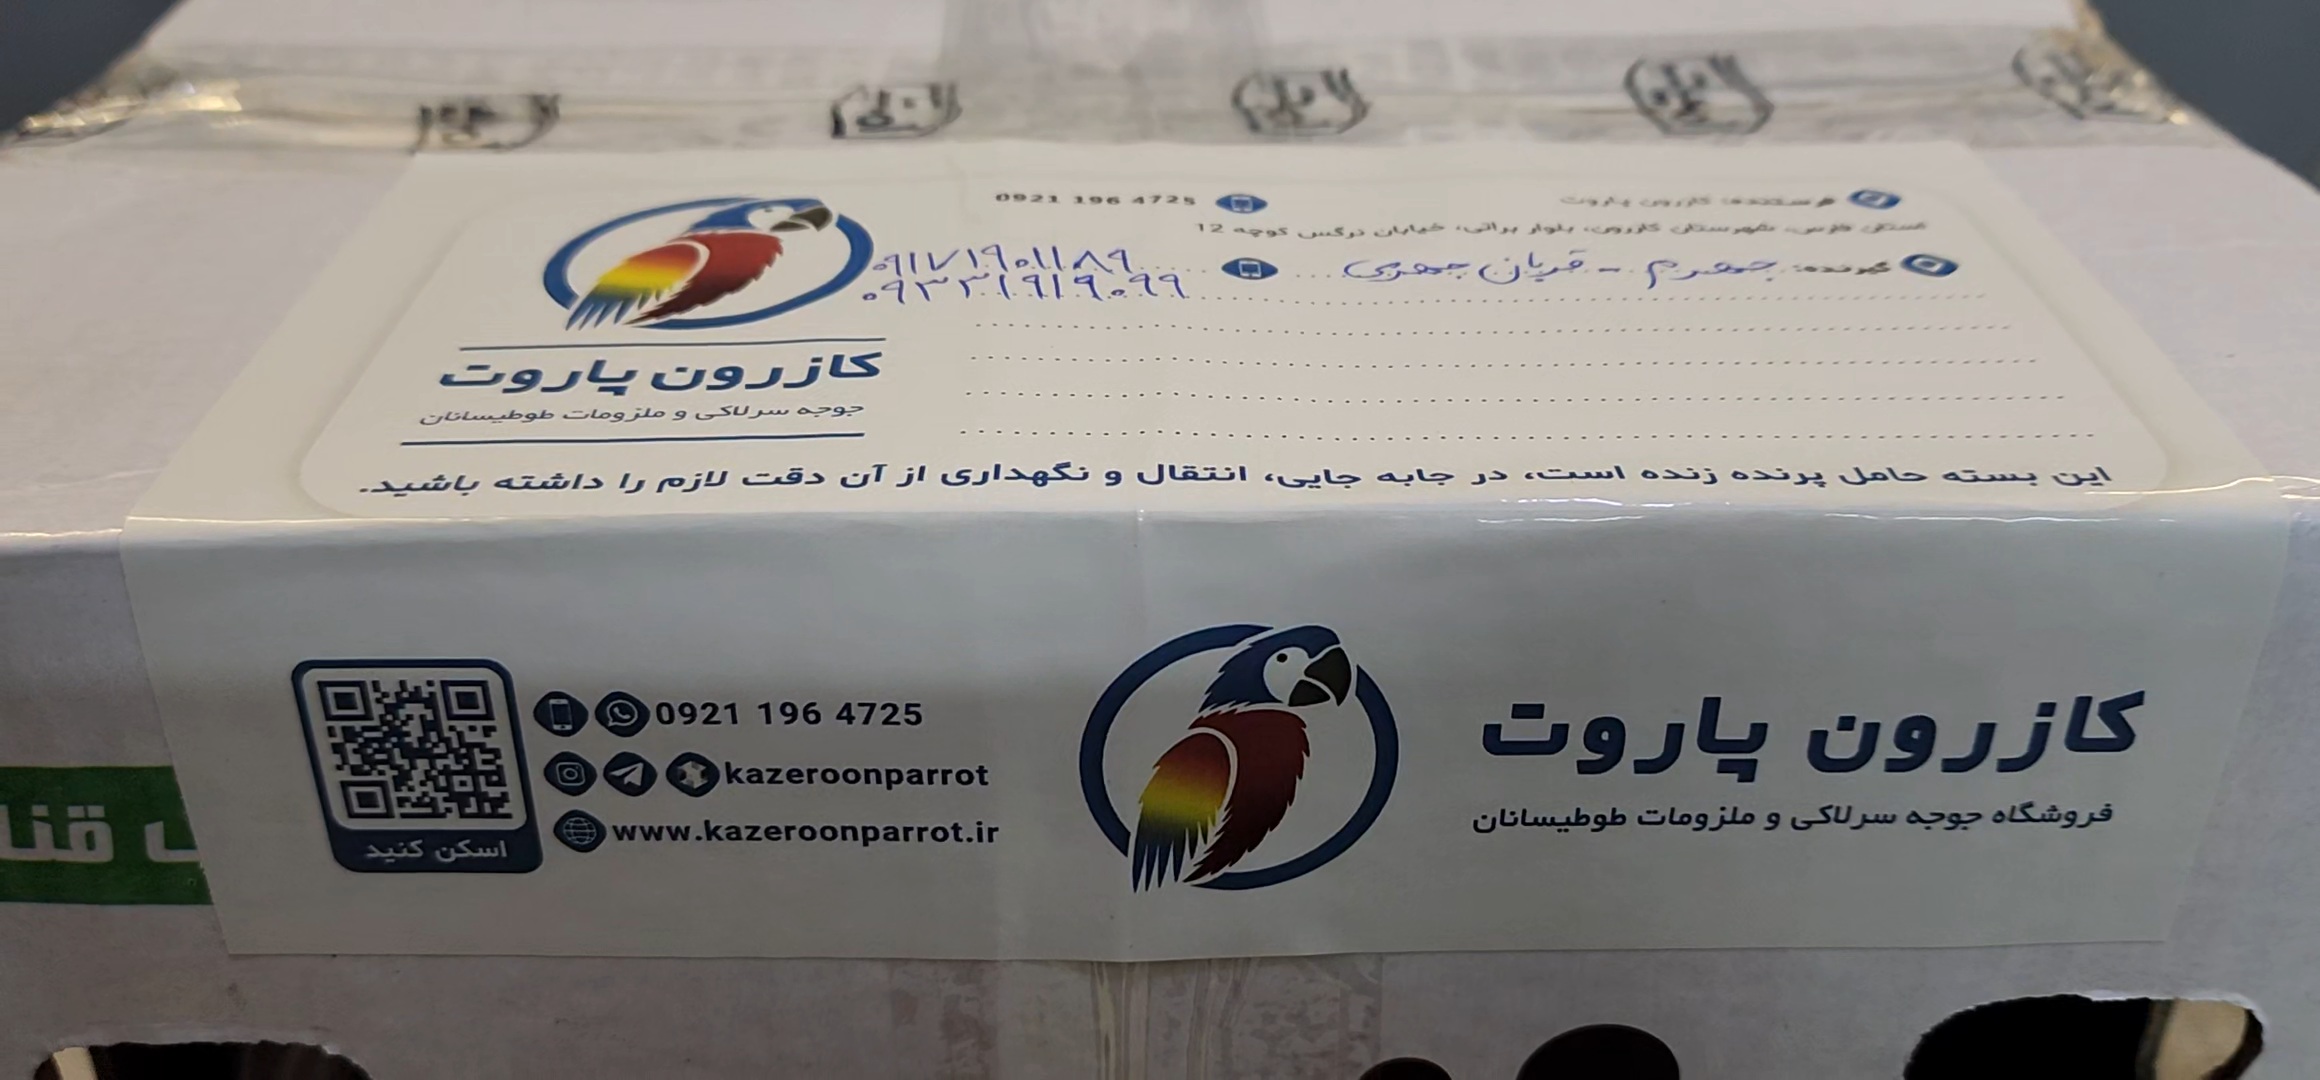 فرستنده: کازرون پاروت
0921 196 4725
استان فارس، شهرستان کازرون، بلوار براتی، خیابان نرگس کوچه 12
گیرنده: جهرم - قربان جهرمی
۰۹۱۷۱۹۰۱۱۸۹
۰۹۳۳۱۹۱۹۰۹۹
کازرون پاروت
جوجه سرلاکی و ملزومات طوطیسانان
این بسته حامل پرنده زنده است، در جابه جایی، انتقال و نگهداری از آن دقت لازم را داشته باشید.
کازرون پاروت
فروشگاه جوجه سرلاکی و ملزومات طوطیسانان
0921 196 4725
kazeroonparrot
www.kazeroonparrot.ir
اسکن کنید